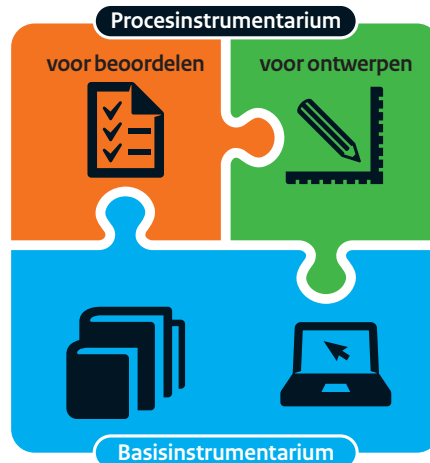 Procesinstrumentarium
voor beoordelen
voor ontwerpen
Basisinstrumentarium